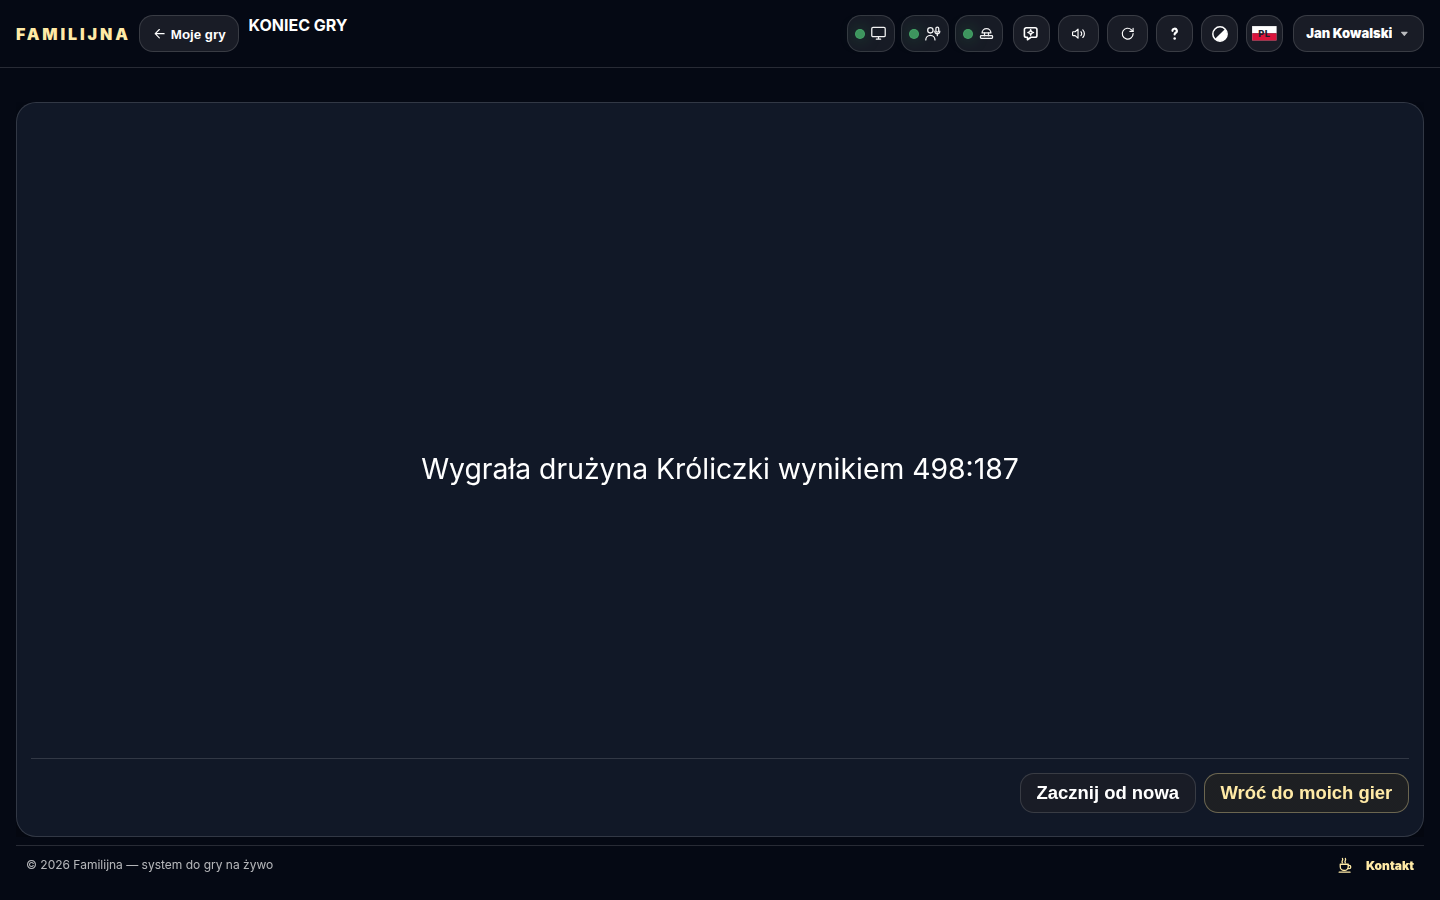 FAMILIJNA
Moje gry
KONIEC GRY
?
PL
Jan Kowalski
Wygrała drużyna Króliczki wynikiem 498:187
Zacznij od nowa
Wróć do moich gier
© 2026 Familijna — system do gry na żywo
Kontakt